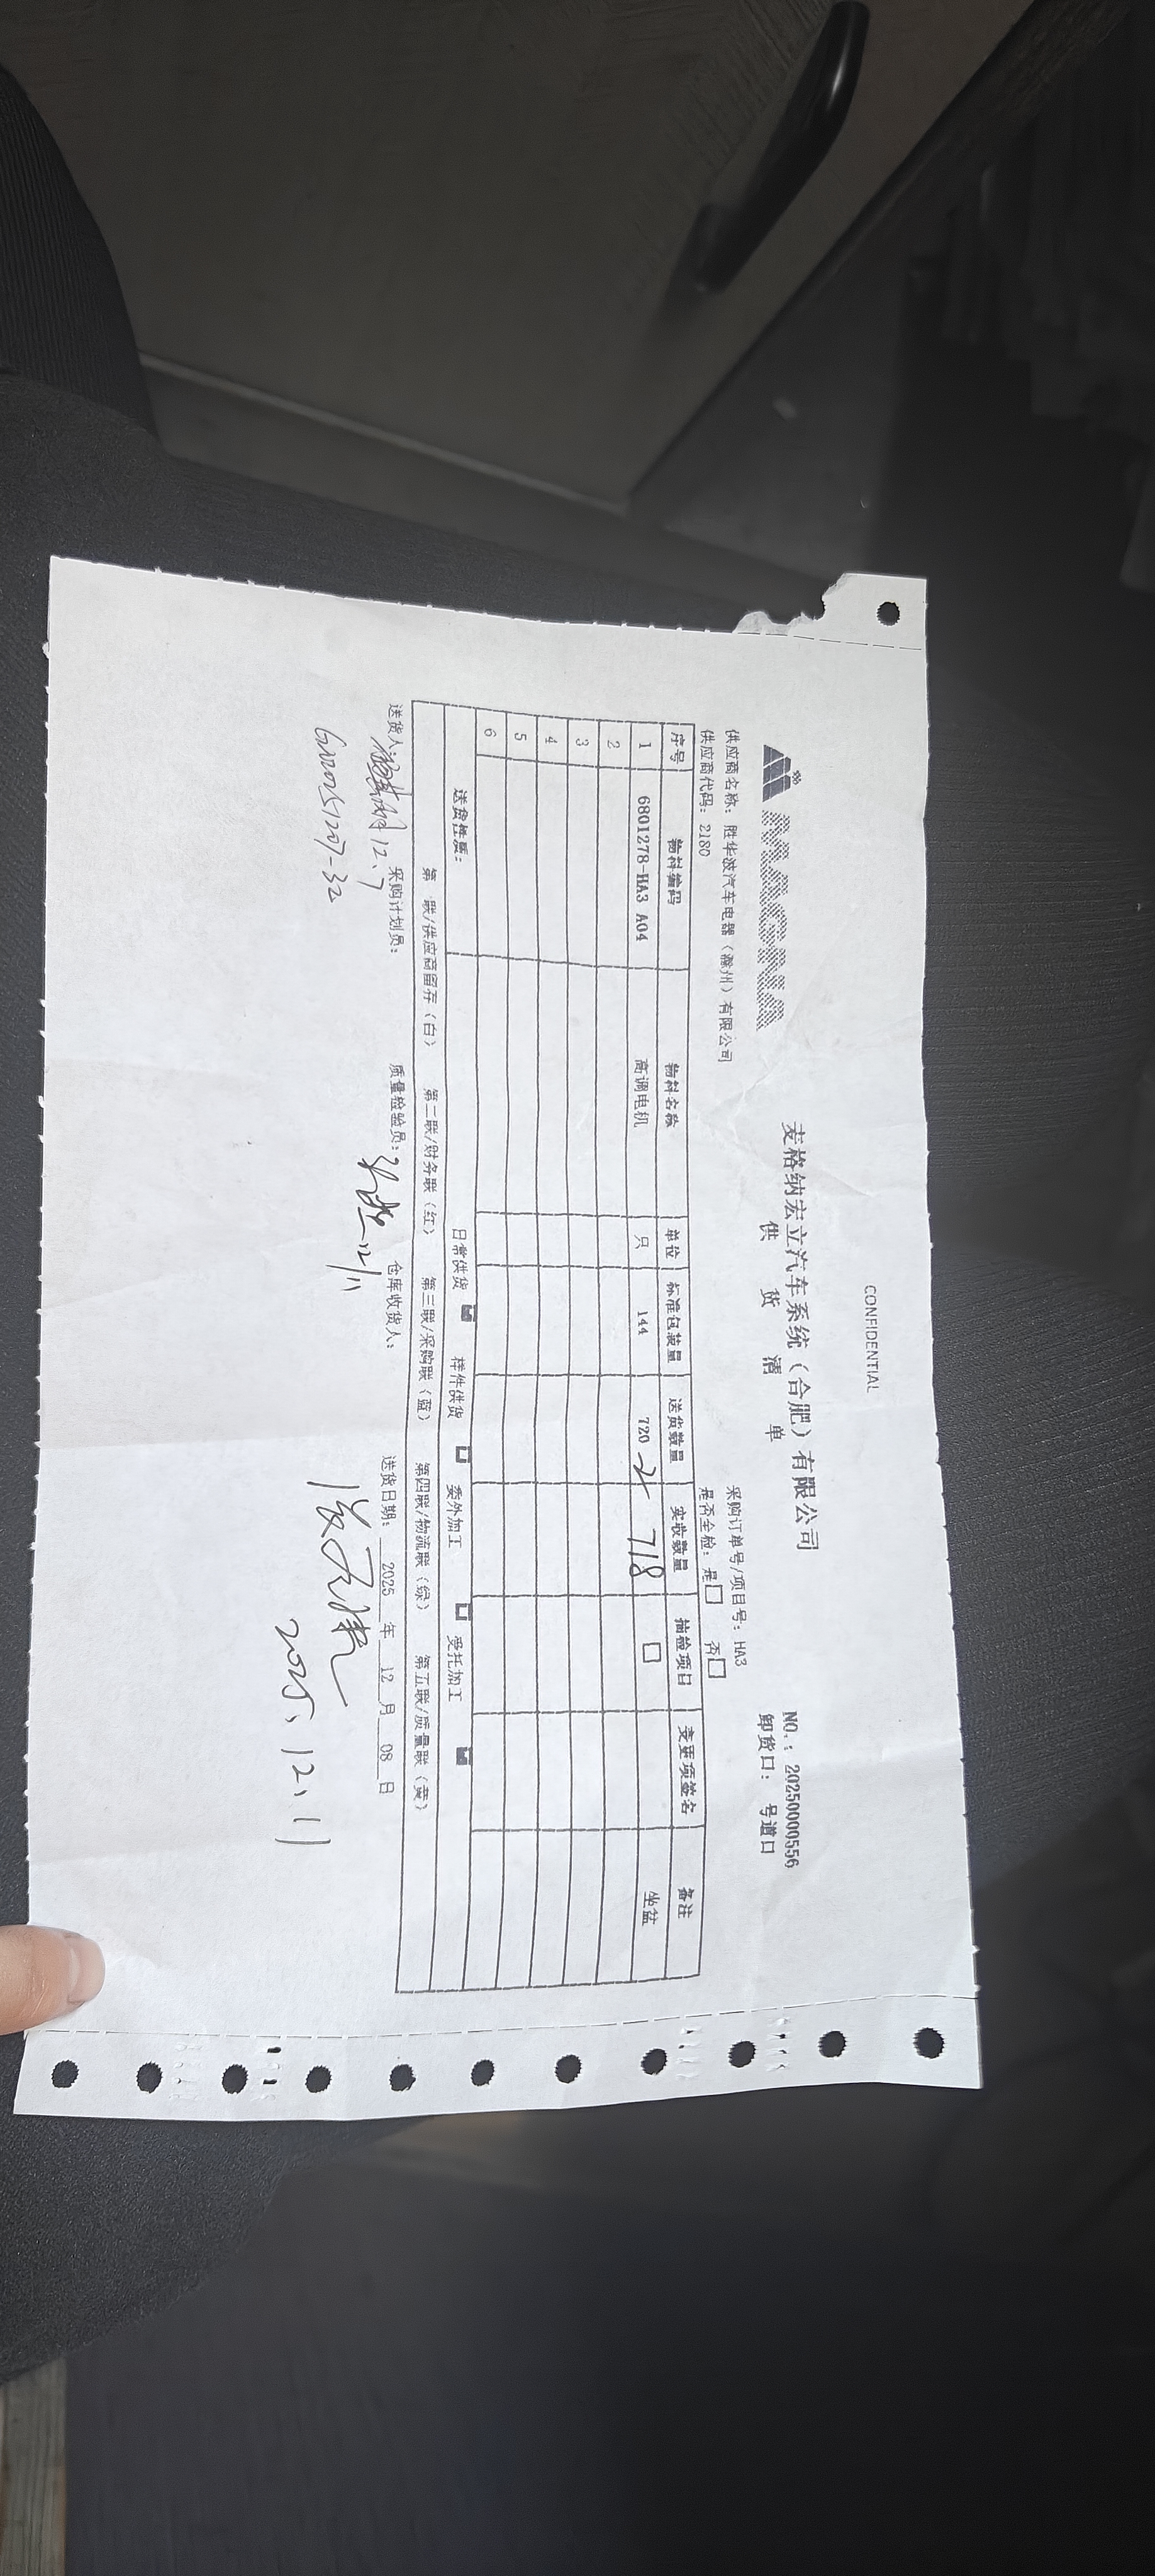 CONFIDENTIAL
MAGNA
麦格纳宏立汽车系统（合肥）有限公司
供 货 清 单
NO.：20250000556
卸货口： 号道口
供应商名称：胜华波汽车电器（滁州）有限公司
采购订单号/项目号：HA3
供应商代码：2180
是否全检：是□ 否□
序号 物料编码 物料名称 单位 标准包装量 送货数量 实收数量 抽检项目 变更项签名 备注
1 6801278-HA3 A04 高调电机 只 144 720 -2 718 □ 坐盆
2
3
4
5
6
送货性质： 日常供货 样件供货 □ 委外加工 □ 受托加工
第 联/供应商留存（白） 第二联/财务联（红） 第三联/采购联（蓝） 第四联/物流联（绿） 第五联/质量联（黄）
送货人： 12.7 采购计划员： 质量检验员： 12/11 仓库收货人： 送货日期： 2025 年 12 月 08 日
2025、12、11